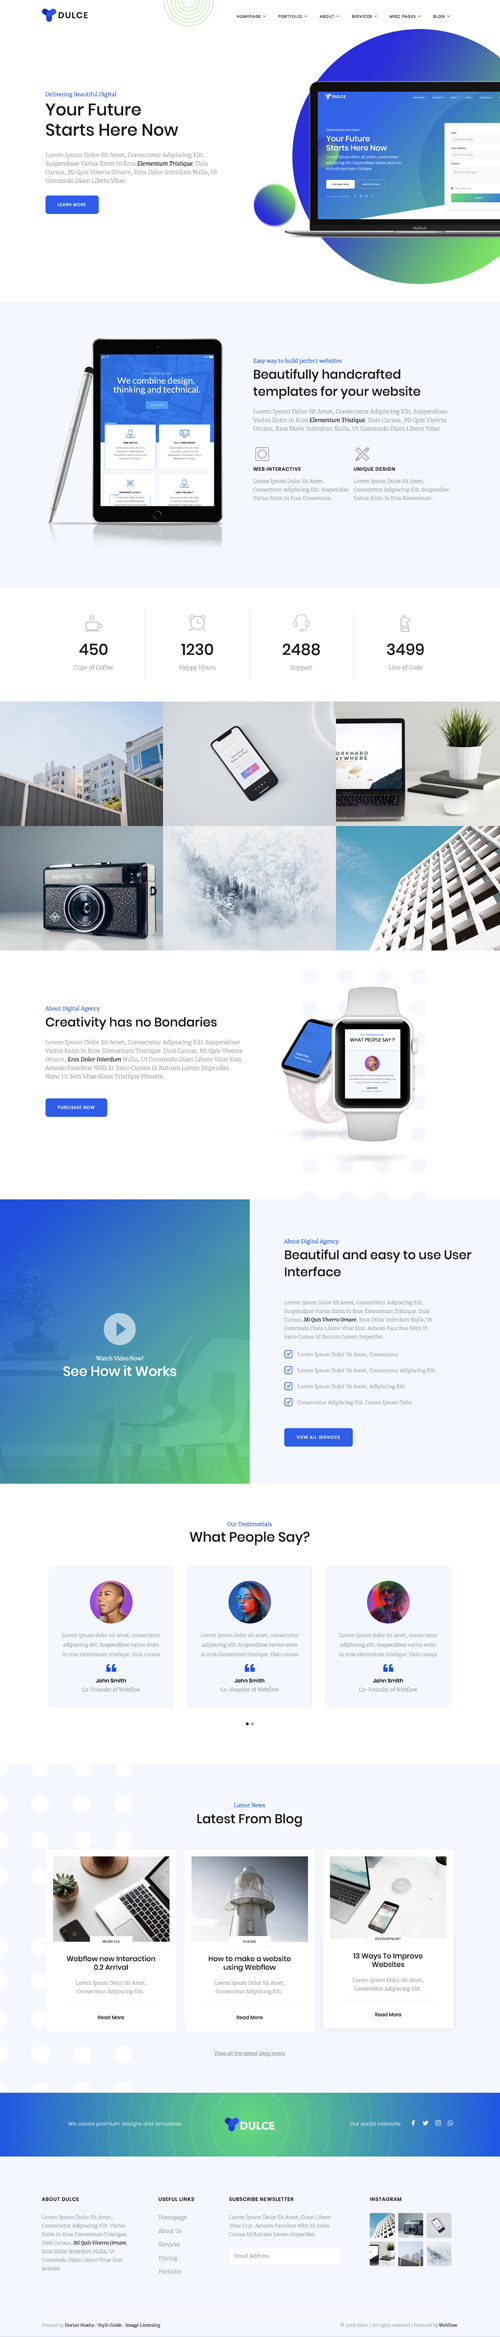 DULCE
HOMEPAGE
PORTFOLIO
ABOUT
SERVICES
MISC PAGES
BLOG
Delivering Beautiful Digital
Your Future
Starts Here Now
Lorem Ipsum Dolor Sit Amet, Consectetur Adipiscing Elit.
Suspendisse Varius Enim In Eros Elementum Tristique. Duis
Cursus, Mi Quis Viverra Ornare, Eros Dolor Interdum Nulla, Ut
Commodo Diam Libero Vitae.
LEARN MORE
DULCE
Your Future
Starts Here Now
MacBook
We combine design,
thinking and technical.
Easy way to build perfect websites
Beautifully handcrafted
templates for your website
Lorem Ipsum Dolor Sit Amet, Consectetur Adipiscing Elit. Suspendisse
Varius Enim In Eros Elementum Tristique. Duis Cursus, Mi Quis Viverra
Ornare, Eros Dolor Interdum Nulla, Ut Commodo Diam Libero Vitae.
WEB INTERACTIVE
Lorem Ipsum Dolor Sit Amet,
Consectetur Adipiscing Elit. Suspendisse
Varius Enim In Eros Elementum .
UNIQUE DESIGN
Lorem Ipsum Dolor Sit Amet,
Consectetur Adipiscing Elit. Suspendisse
Varius Enim In Eros Elementum .
450
Cups of Coffee
1230
Happy Hours
2488
Support
3499
Line of Code
ORKHARD
NYWHERE
AGFAMATIC 50
About Digital Agency
Creativity has no Bondaries
Lorem Ipsum Dolor Sit Amet, Consectetur Adipiscing Elit. Suspendisse
Varius Enim In Eros Elementum Tristique. Duis Cursus, Mi Quis Viverra
Ornare, Eros Dolor Interdum Nulla, Ut Commodo Diam Libero Vitae Erat.
Aenean Faucibus Nibh Et Justo Cursus Id Rutrum Lorem Imperdiet.
Nunc Ut Sem Vitae Risus Tristique Posuere.
PURCHASE NOW
WHAT PEOPLE SAY ?
Watch Video Now!
See How it Works
About Digital Agency
Beautiful and easy to use User
Interface
Lorem Ipsum Dolor Sit Amet, Consectetur Adipiscing Elit.
Suspendisse Varius Enim In Eros Elementum Tristique. Duis
Cursus, Mi Quis Viverra Ornare, Eros Dolor Interdum Nulla, Ut
Commodo Diam Libero Vitae Erat. Aenean Faucibus Nibh Et
Justo Cursus Id Rutrum Lorem Imperdiet.
Lorem Ipsum Dolor Sit Amet, Consectetur
Lorem Ipsum Dolor Sit Amet, Consectetur Adipiscing Elit.
Lorem Ipsum Dolor Sit Amet, Adipiscing Elit.
Consectetur Adipiscing Elit. Lorem Ipsum Dolor
VIEW ALL SERVICES
Our Testimonials
What People Say?
Lorem ipsum dolor sit amet, consectetur
adipiscing elit. Suspendisse varius enim
in eros elementum tristique. Duis cursus
John Smith
Co-Founder of Webflow
Lorem ipsum dolor sit amet, consectetur
adipiscing elit. Suspendisse varius enim
in eros elementum tristique. Duis cursus
John Smith
Co-Founder of Webflow
Lorem ipsum dolor sit amet, consectetur
adipiscing elit. Suspendisse varius enim
in eros elementum tristique. Duis cursus
John Smith
Co-Founder of Webflow
Latest News
Latest From Blog
WEBSITES
Webflow new Interaction
0.2 Arrival
Lorem Ipsum Dolor Sit Amet,
Consectetur Adipiscing Elit.
Read More
DESIGN
How to make a website
using Webflow
Lorem Ipsum Dolor Sit Amet,
Consectetur Adipiscing Elit.
Read More
DEVELOPMENT
13 Ways To Improve
Websites
Lorem Ipsum Dolor Sit Amet,
Consectetur Adipiscing Elit.
Read More
View all the latest blog posts
We create premium designs and templates
DULCE
Our social networks
ABOUT DULCE
Lorem Ipsum Dolor Sit Amet,
Consectetur Adipiscing Elit. Varius
Enim In Eros Elementum Tristique.
Duis Cursus, Mi Quis Viverra Ornare,
Eros Dolor Interdum Nulla, Ut
Commodo Diam Libero Vitae Erat
Aenean
USEFUL LINKS
Homepage
About Us
Services
Pricing
Portfolio
SUBSCRIBE NEWSLETTER
Lorem Ipsum Dolor Sit Amet, Diam Libero
Vitae Erat. Aenean Faucibus Nibh Et Justo
Cursus Id Rutrum Lorem Imperdiet.
Email Address
INSTAGRAM
Created by Dorian Hoxha / Style Guide / Image Licensing
© 2018 Dulce / All rights reserved / Powered by Webflow